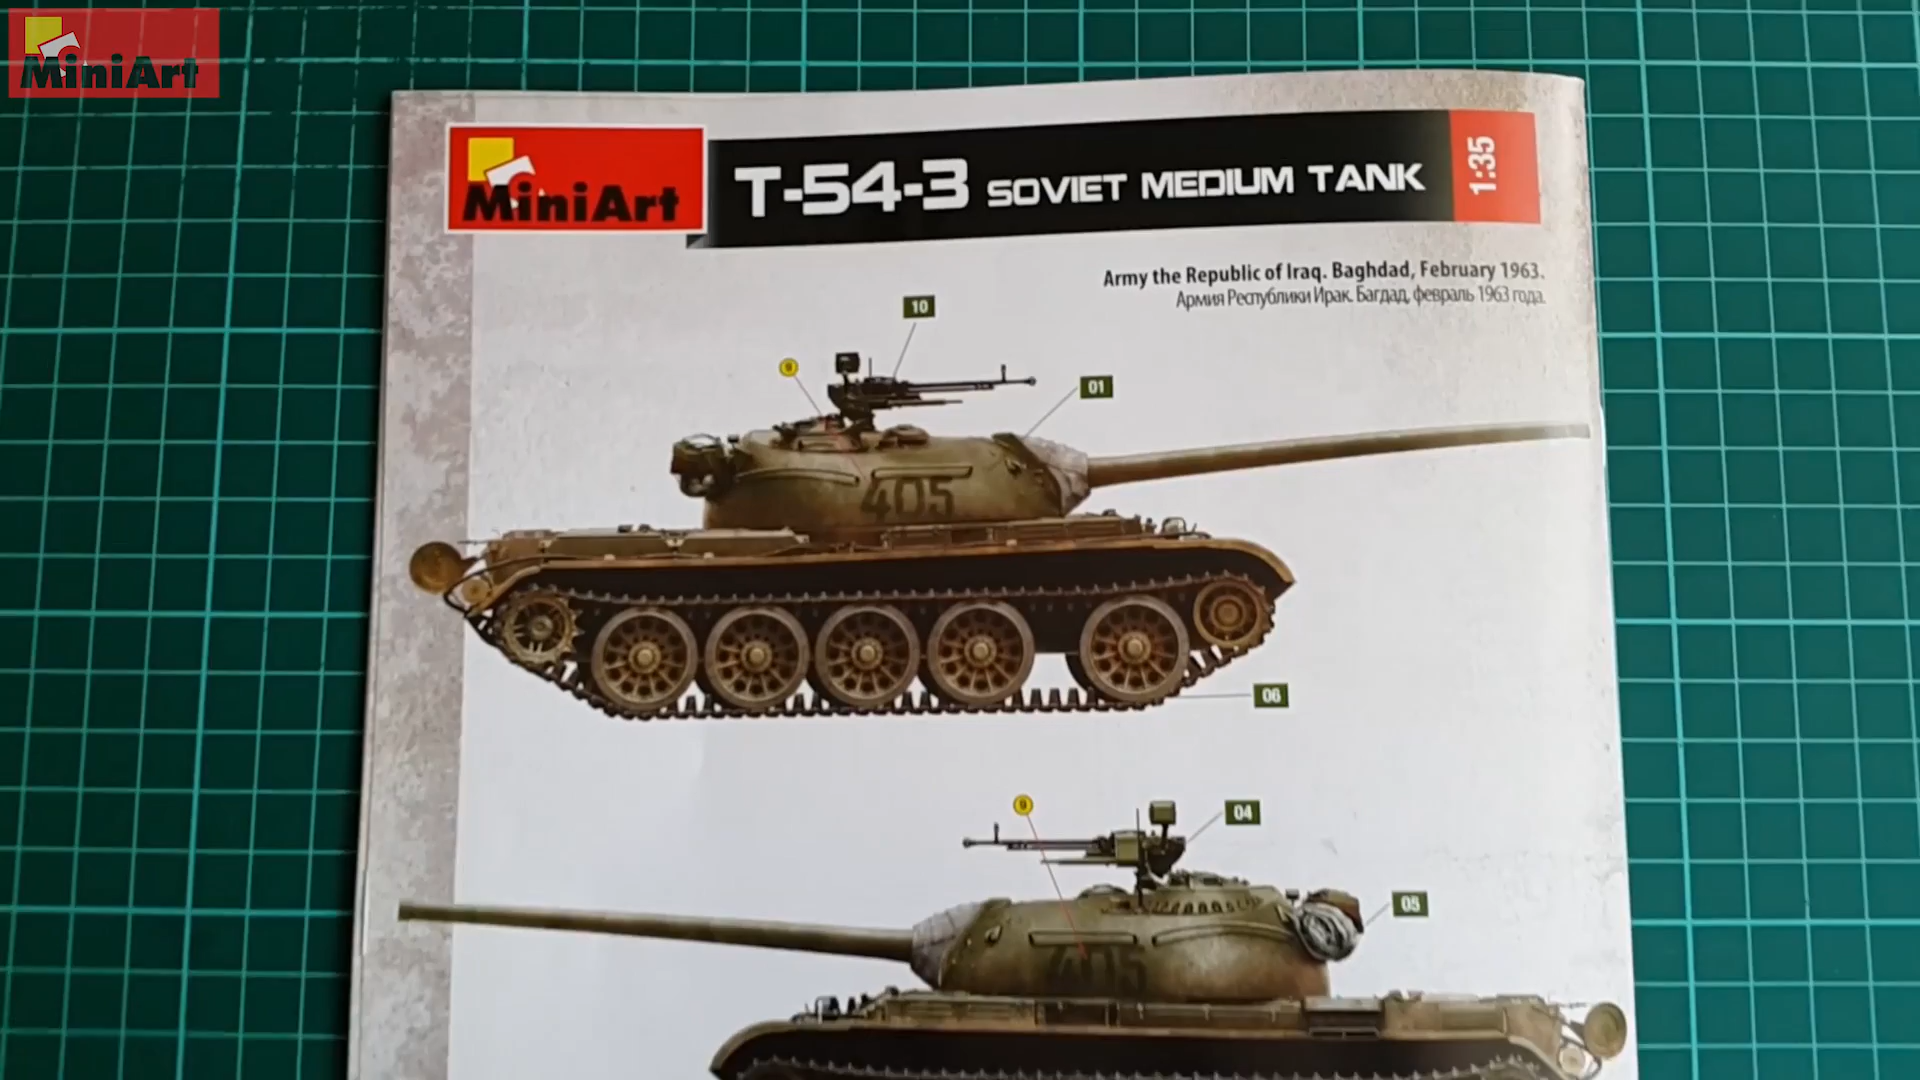 MiniArt
MiniArt
T-54-3 SOVIET MEDIUM TANK
1:35
Army the Republic of Iraq. Baghdad, February 1963.
Армия Республики Ирак. Багдад, февраль 1963 года.
10
9
01
405
06
9
04
05
405